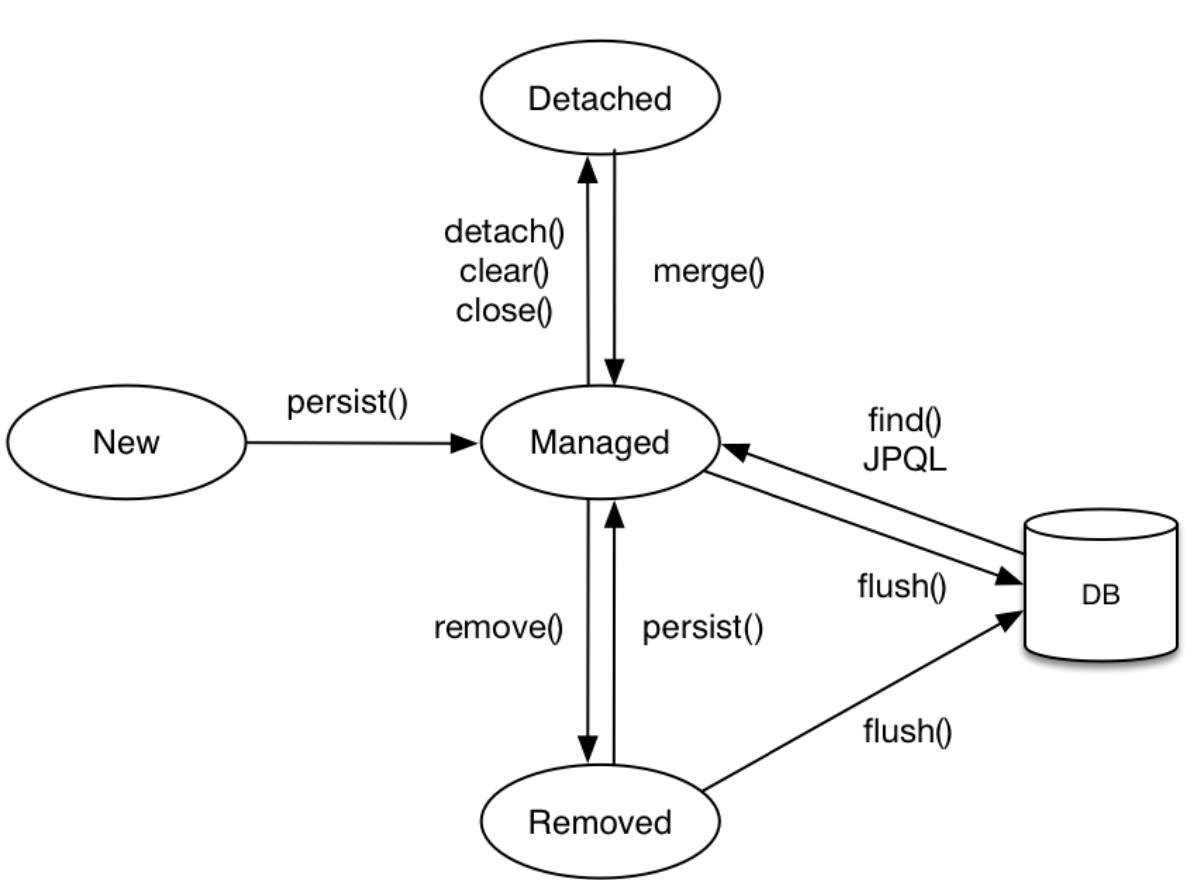 Detached
detach()
clear()
close()
merge()
persist()
New
Managed
find()
JPQL
flush()
DB
remove()
persist()
flush()
Removed